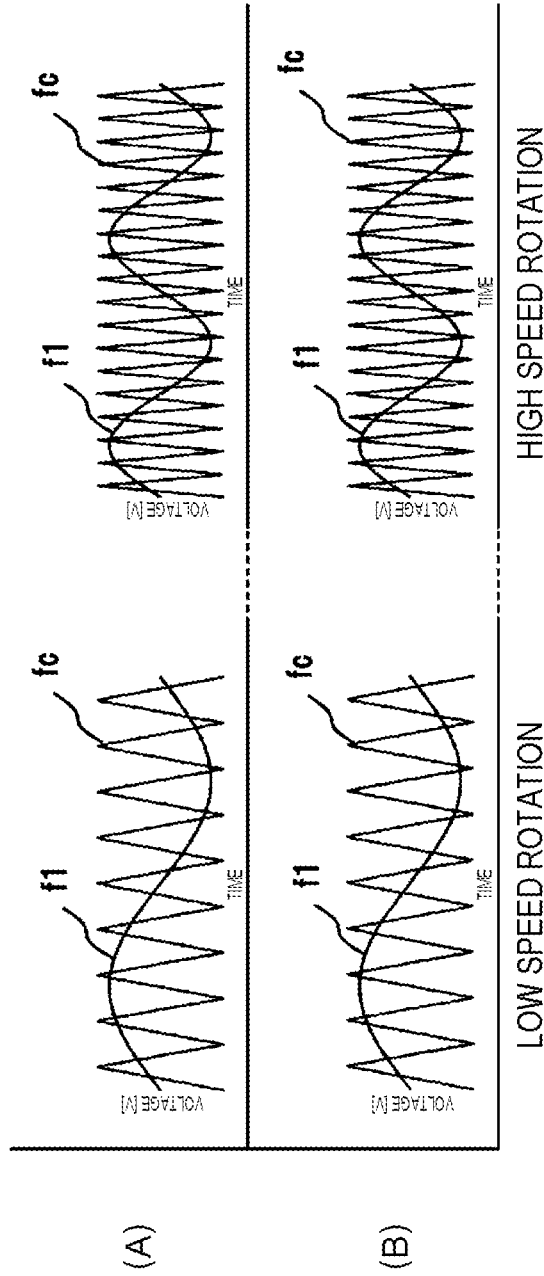 (A)
VOLTAGE [V]
f1
fc
TIME
VOLTAGE [V]
f1
fc
TIME
(B)
VOLTAGE [V]
f1
fc
TIME
VOLTAGE [V]
f1
fc
TIME
LOW SPEED ROTATION
HIGH SPEED ROTATION